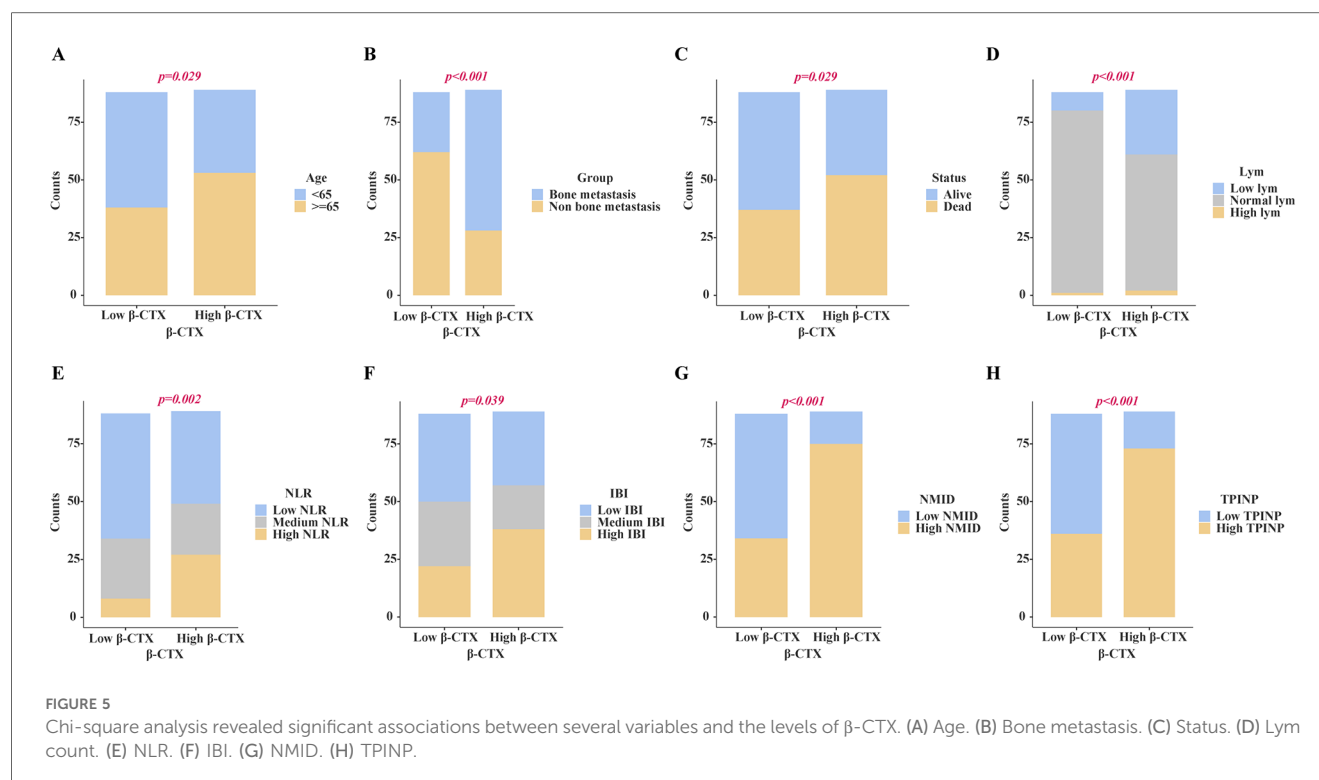 A
p=0.029
Counts
75
50
25
0
Low β-CTX High β-CTX
β-CTX
Age
<65
>=65
B
p<0.001
Counts
75
50
25
0
Low β-CTX High β-CTX
β-CTX
Group
Bone metastasis
Non bone metastasis
C
p=0.029
Counts
75
50
25
0
Low β-CTX High β-CTX
β-CTX
Status
Alive
Dead
D
p<0.001
Counts
75
50
25
0
Low β-CTX High β-CTX
β-CTX
Lym
Low lym
Normal lym
High lym
E
p=0.002
Counts
75
50
25
0
Low β-CTX High β-CTX
β-CTX
NLR
Low NLR
Medium NLR
High NLR
F
p=0.039
Counts
75
50
25
0
Low β-CTX High β-CTX
β-CTX
IBI
Low IBI
Medium IBI
High IBI
G
p<0.001
Counts
75
50
25
0
Low β-CTX High β-CTX
β-CTX
NMID
Low NMID
High NMID
H
p<0.001
Counts
75
50
25
0
Low β-CTX High β-CTX
β-CTX
TPINP
Low TPINP
High TPINP
FIGURE 5
Chi-square analysis revealed significant associations between several variables and the levels of β-CTX. (A) Age. (B) Bone metastasis. (C) Status. (D) Lym
count. (E) NLR. (F) IBI. (G) NMID. (H) TPINP.